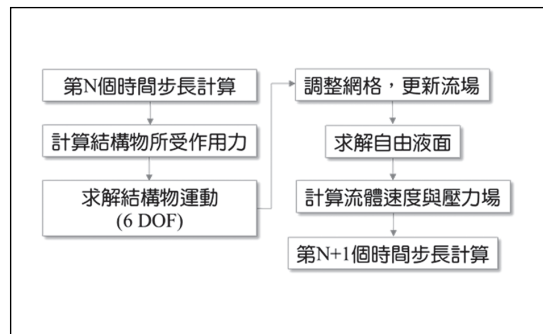 第N個時間步長計算
計算結構物所受作用力
求解結構物運動
(6 DOF)
調整網格，更新流場
求解自由液面
計算流體速度與壓力場
第N+1個時間步長計算